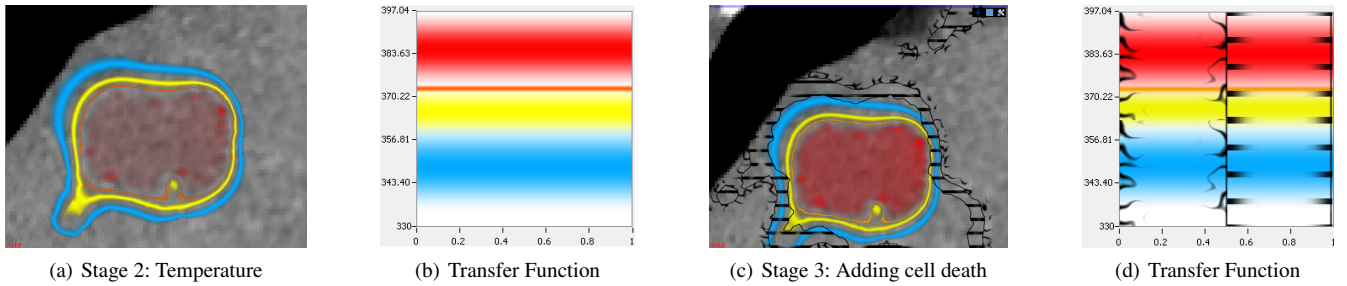 397.04
383.63
370.22
356.81
343.40
330
0 0.2 0.4 0.6 0.8 1
397.04
383.63
370.22
356.81
343.40
330
0 0.2 0.4 0.6 0.8 1
(a) Stage 2: Temperature
(b) Transfer Function
(c) Stage 3: Adding cell death
(d) Transfer Function